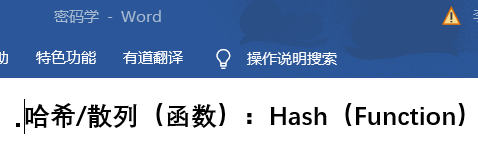 密码学 - Word
助 特色功能 有道翻译 操作说明搜索
哈希/散列（函数）：Hash（Function）